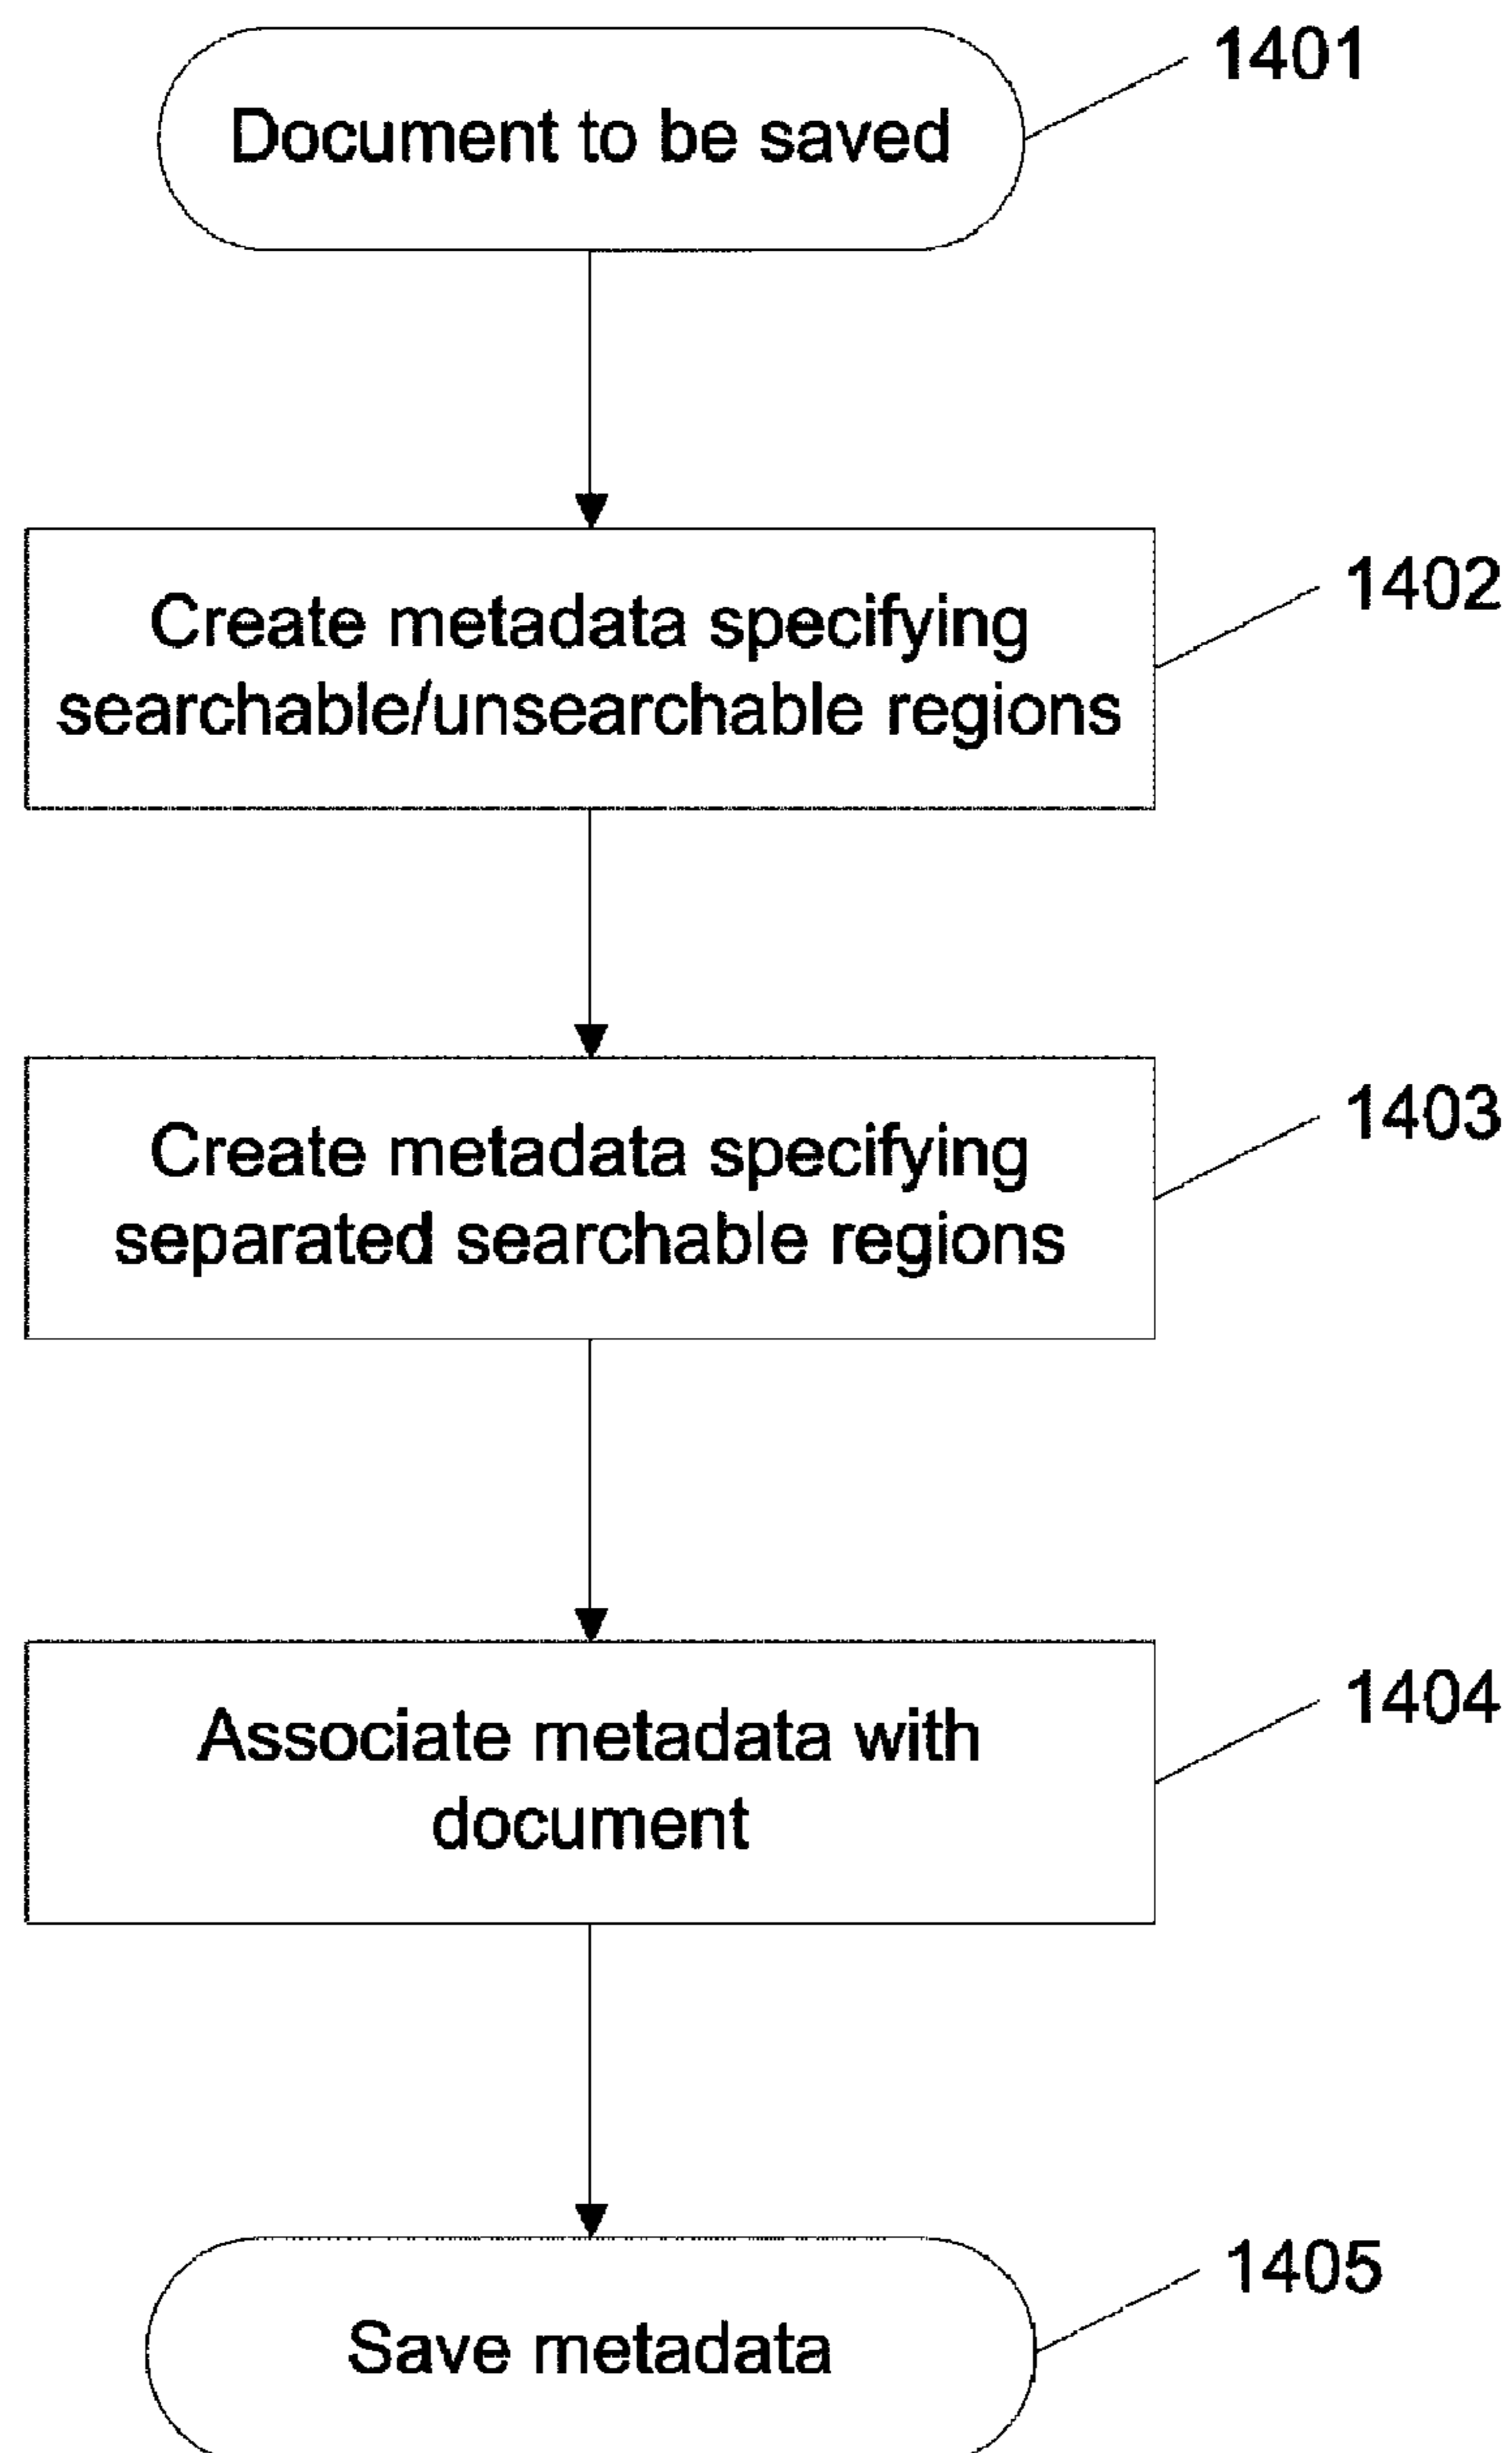 1401
Document to be saved
1402
Create metadata specifying
searchable/unsearchable regions
1403
Create metadata specifying
separated searchable regions
1404
Associate metadata with
document
1405
Save metadata